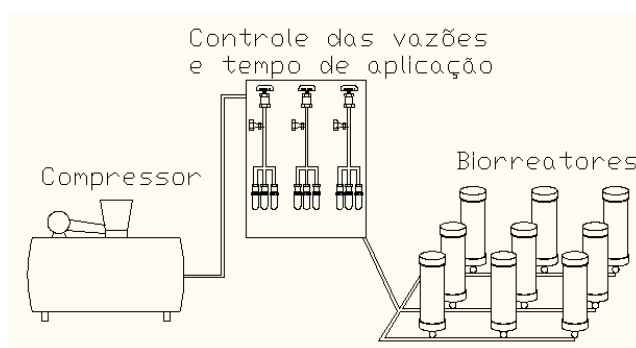 Controle das vazões
e tempo de aplicação
Compressor
Biorreatores